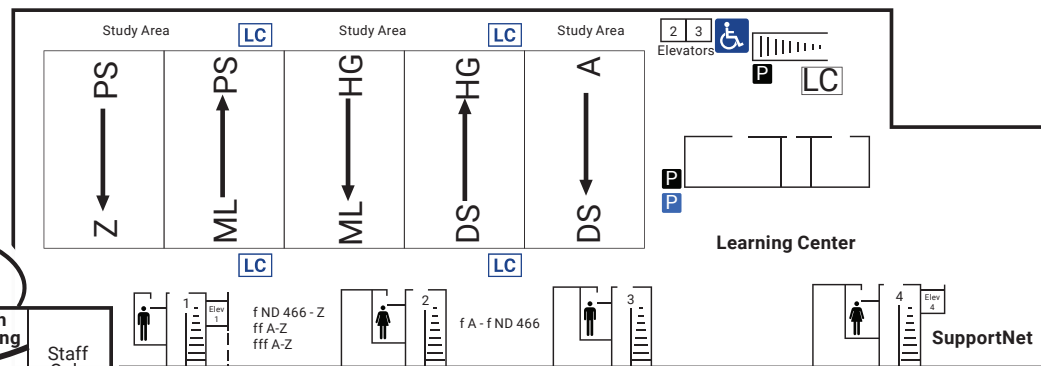 Study Area
LC
Study Area
LC
Study Area
2 3
Elevators
P
LC
PS
PS
HG
HG
A
Z
ML
ML
DS
DS
P
P
Learning Center
LC
LC
1
Elev
1
f ND 466 - Z
ff A-Z
fff A-Z
2
f A - f ND 466
3
4
Elev
4
SupportNet
Staff